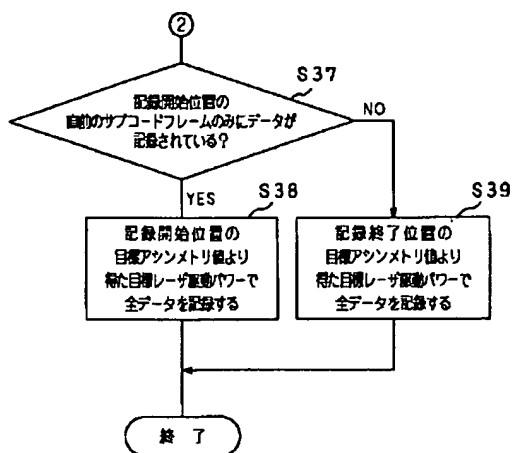 ②
S37
記録開始位置の
直前のサブコードフレームのみにデータが
記録されている?
NO
YES
S38
記録開始位置の
目標アシンメトリ値より
得た目標レーザ駆動パワーで
全データを記録する
S39
記録終了位置の
目標アシンメトリ値より
得た目標レーザ駆動パワーで
全データを記録する
終了